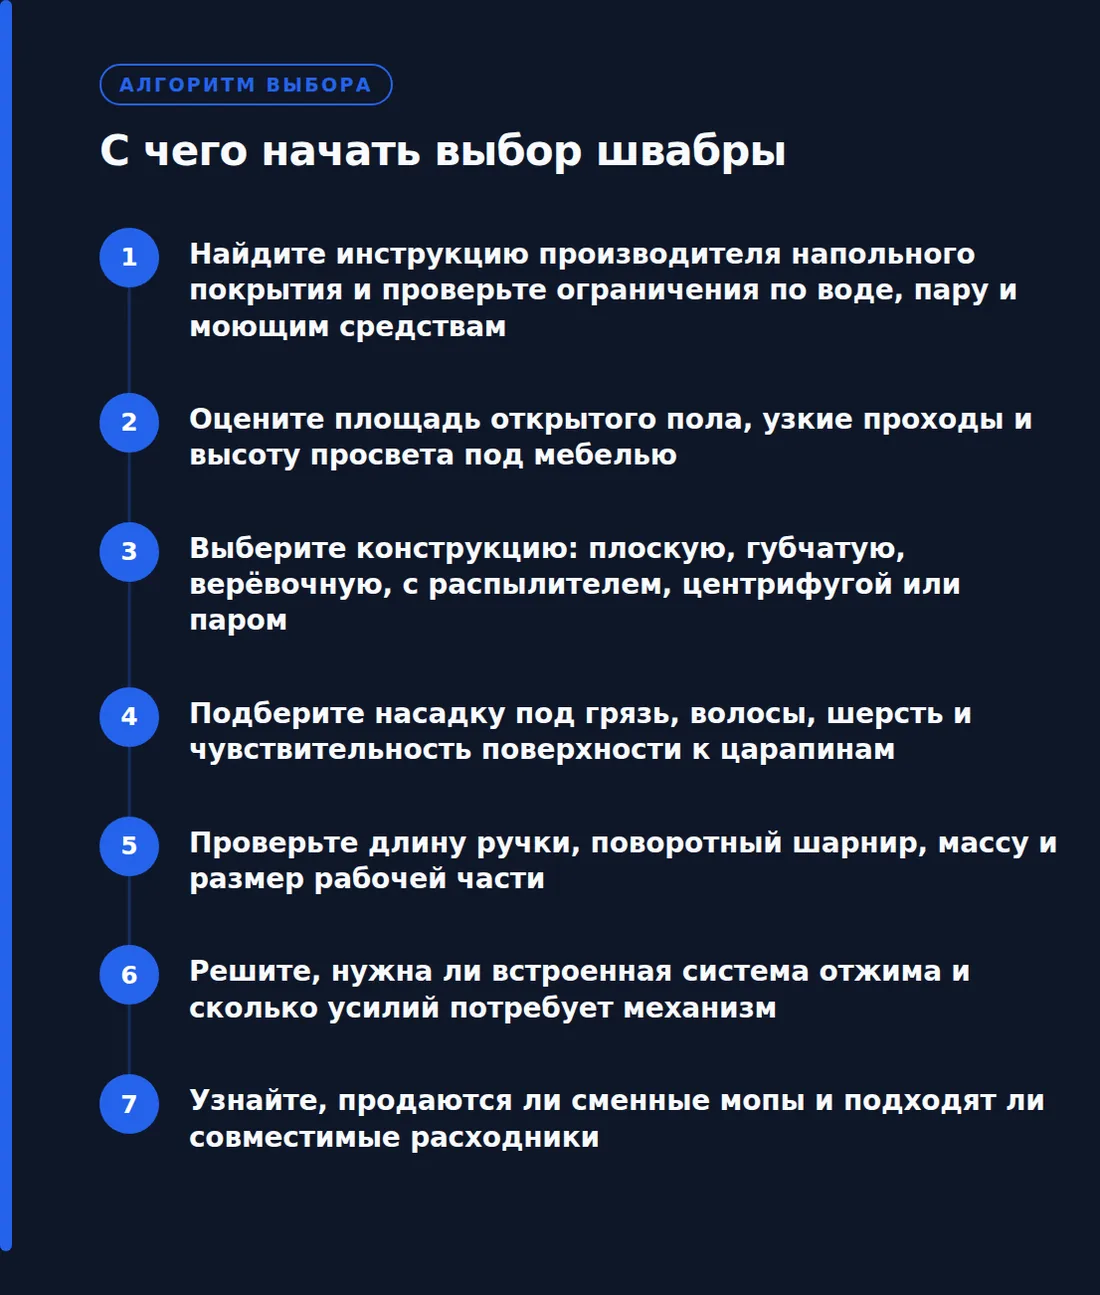 АЛГОРИТМ ВЫБОРА
С чего начать выбор швабры
1
Найдите инструкцию производителя напольного
покрытия и проверьте ограничения по воде, пару и
моющим средствам
2
Оцените площадь открытого пола, узкие проходы и
высоту просвета под мебелью
3
Выберите конструкцию: плоскую, губчатую,
верёвочную, с распылителем, центрифугой или
паром
4
Подберите насадку под грязь, волосы, шерсть и
чувствительность поверхности к царапинам
5
Проверьте длину ручки, поворотный шарнир, массу и
размер рабочей части
6
Решите, нужна ли встроенная система отжима и
сколько усилий потребует механизм
7
Узнайте, продаются ли сменные мопы и подходят ли
совместимые расходники